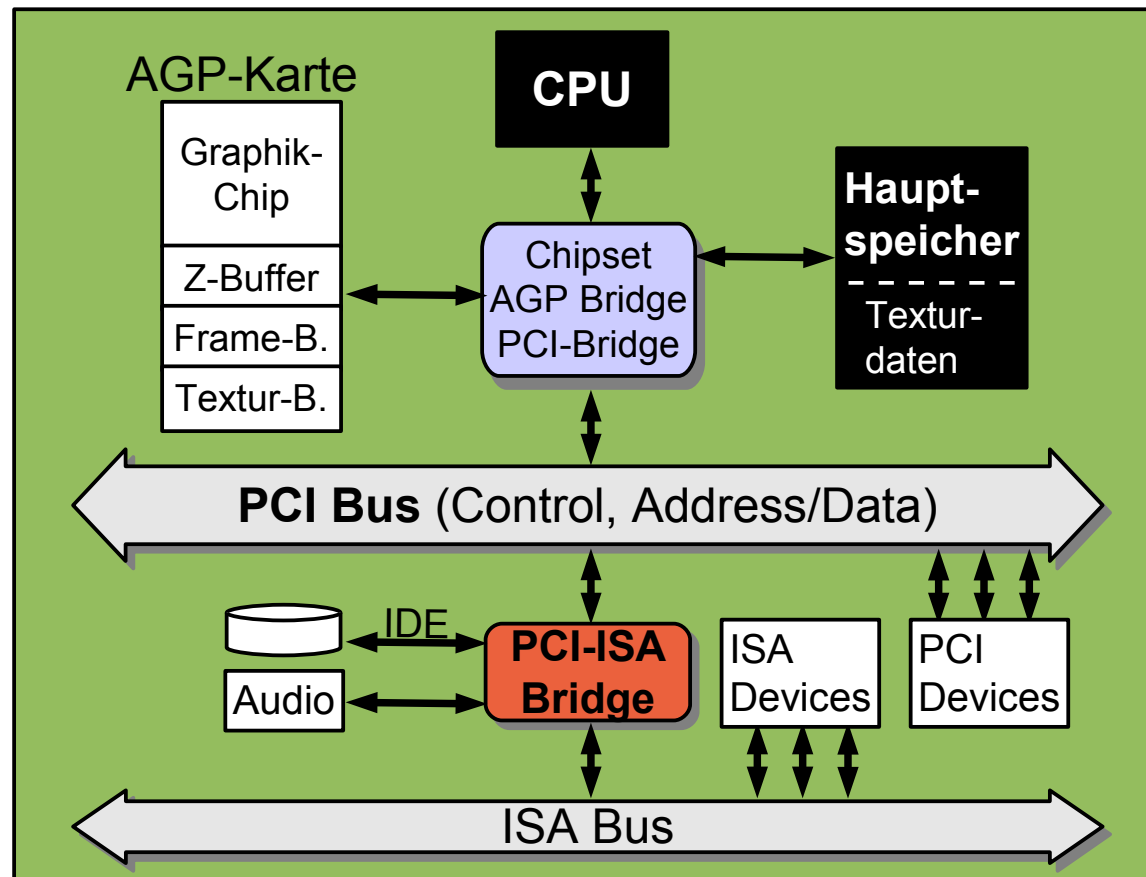 AGP-Karte
Graphik-
Chip
Z-Buffer
Frame-B.
Textur-B.
CPU
Chipset
AGP Bridge
PCI-Bridge
Haupt-
speicher
Textur-
daten
PCI Bus (Control, Address/Data)
IDE
Audio
PCI-ISA
Bridge
ISA
Devices
PCI
Devices
ISA Bus